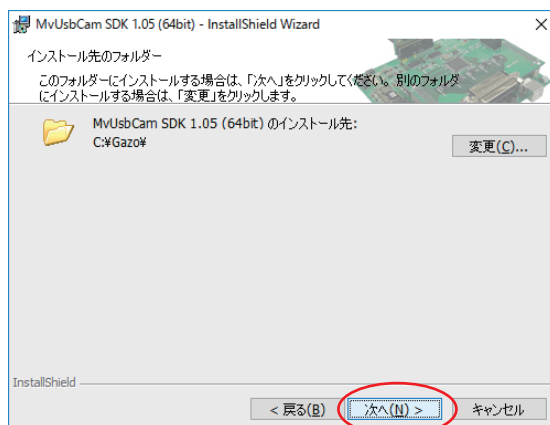 MvUsbCam SDK 1.05 (64bit) - InstallShield Wizard
インストール先のフォルダー
このフォルダーにインストールする場合は、「次へ」をクリックしてください。別のフォルダ
にインストールする場合は、「変更」をクリックします。
MvUsbCam SDK 1.05 (64bit) のインストール先:
C:¥Gazo¥
変更(C)...
InstallShield
< 戻る(B)
次へ(N) >
キャンセル